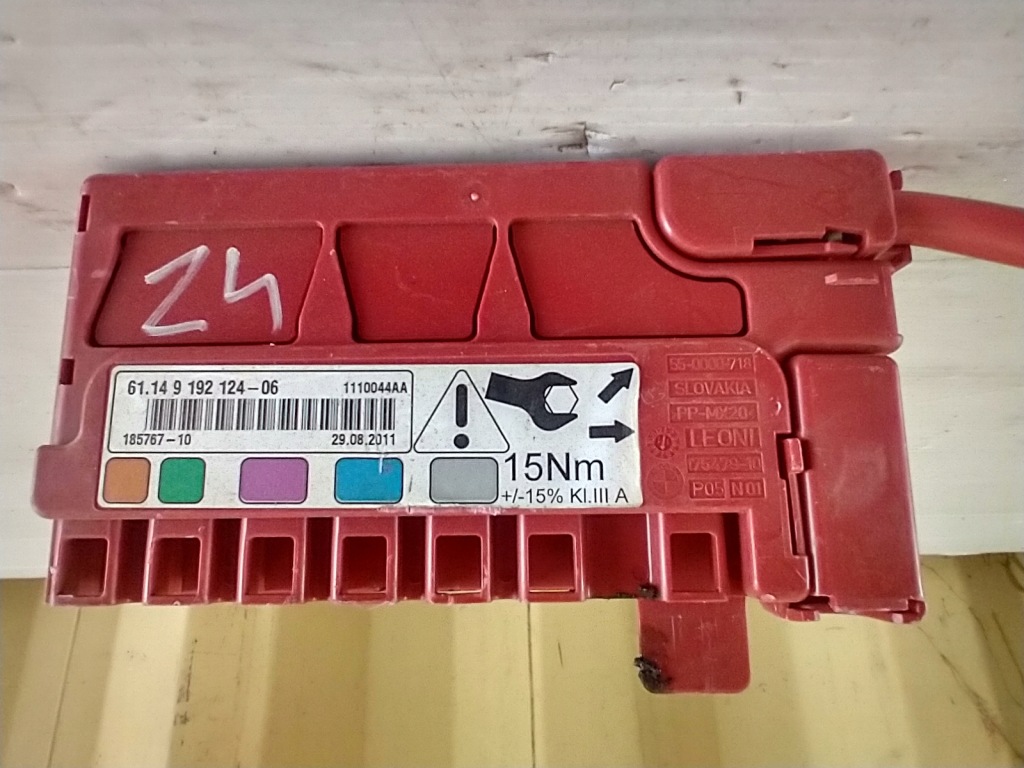 24
61.14 9 192 124-06
1110044AA
185767-10
29.08.2011
15Nm
+/-15% Kl.III A
SLOVAKIA
PP-MX20
LEONI
P05 N01